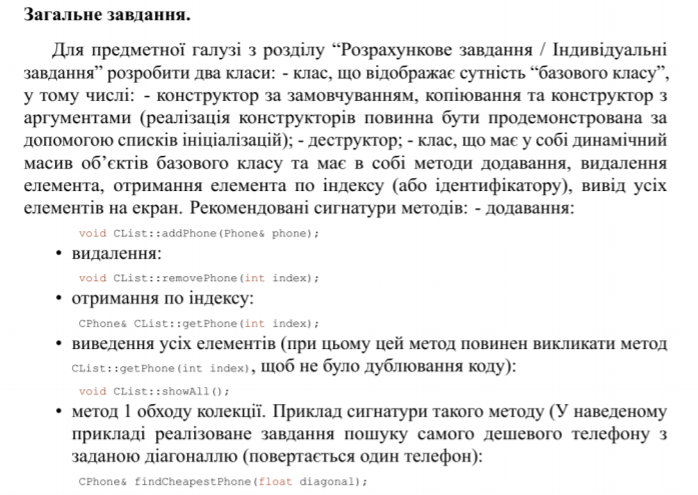 Загальне завдання.
Для предметної галузі з розділу “Розрахункове завдання / Індивідуальні
завдання” розробити два класи: - клас, що відображає сутність “базового класу”,
у тому числі: - конструктор за замовчуванням, копіювання та конструктор з
аргументами (реалізація конструкторів повинна бути продемонстрована за
допомогою списків ініціалізацій); - деструктор; - клас, що має у собі динамічний
масив об’єктів базового класу та має в собі методи додавання, видалення
елемента, отримання елемента по індексу (або ідентифікатору), вивід усіх
елементів на екран. Рекомендовані сигнатури методів: - додавання:
void CList::addPhone(Phone& phone);
• видалення:
void CList::removePhone(int index);
• отримання по індексу:
CPhone& CList::getPhone(int index);
• виведення усіх елементів (при цьому цей метод повинен викликати метод
CList::getPhone(int index), щоб не було дублювання коду):
void CList::showAll();
• метод 1 обходу колекції. Приклад сигнатури такого методу (У наведеному
прикладі реалізоване завдання пошуку самого дешевого телефону з
заданою діагоналлю (повертається один телефон):
CPhone& findCheapestPhone(float diagonal);